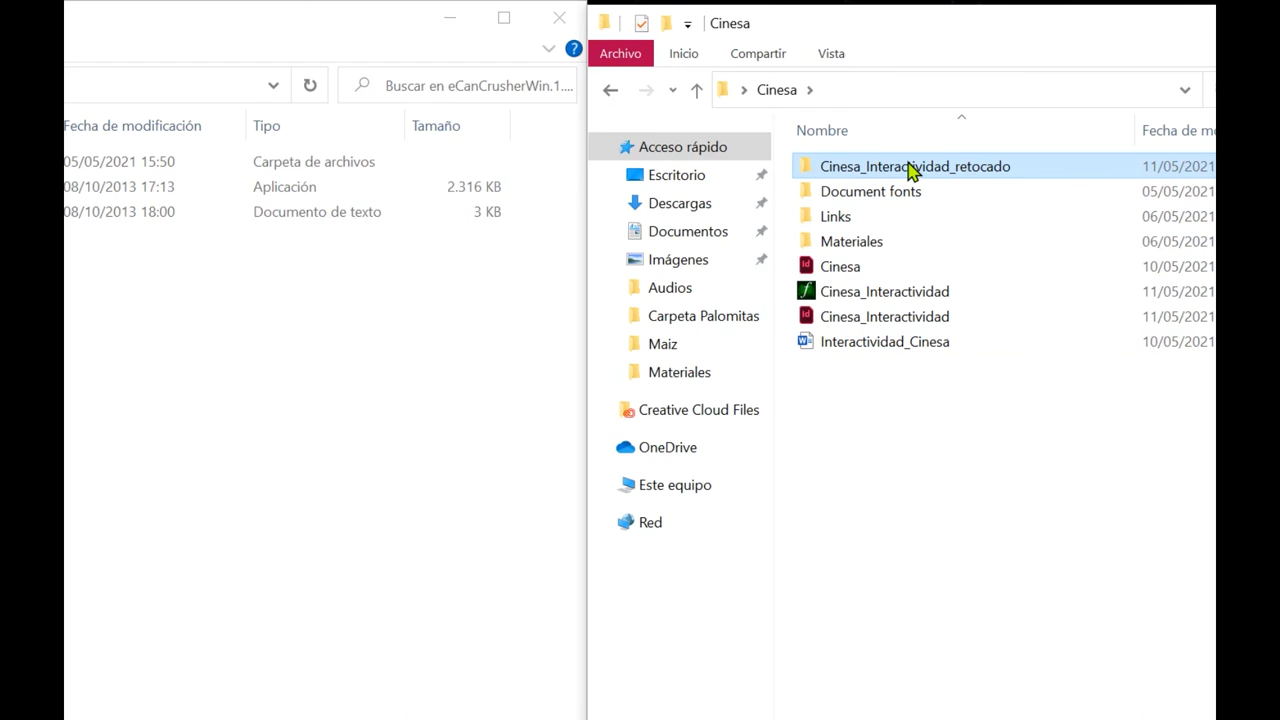 ?
Buscar en eCanCrusherWin.1....
Fecha de modificación Tipo Tamaño
05/05/2021 15:50 Carpeta de archivos
08/10/2013 17:13 Aplicación 2.316 KB
08/10/2013 18:00 Documento de texto 3 KB
Cinesa
Archivo Inicio Compartir Vista
Cinesa
Acceso rápido
Escritorio
Descargas
Documentos
Imágenes
Audios
Carpeta Palomitas
Maiz
Materiales
Creative Cloud Files
OneDrive
Este equipo
Red
Nombre Fecha de m
Cinesa_Interactividad_retocado 11/05/2021
Document fonts 05/05/2021
Links 06/05/2021
Materiales 06/05/2021
Cinesa 10/05/2021
Cinesa_Interactividad 11/05/2021
Cinesa_Interactividad 11/05/2021
Interactividad_Cinesa 10/05/2021